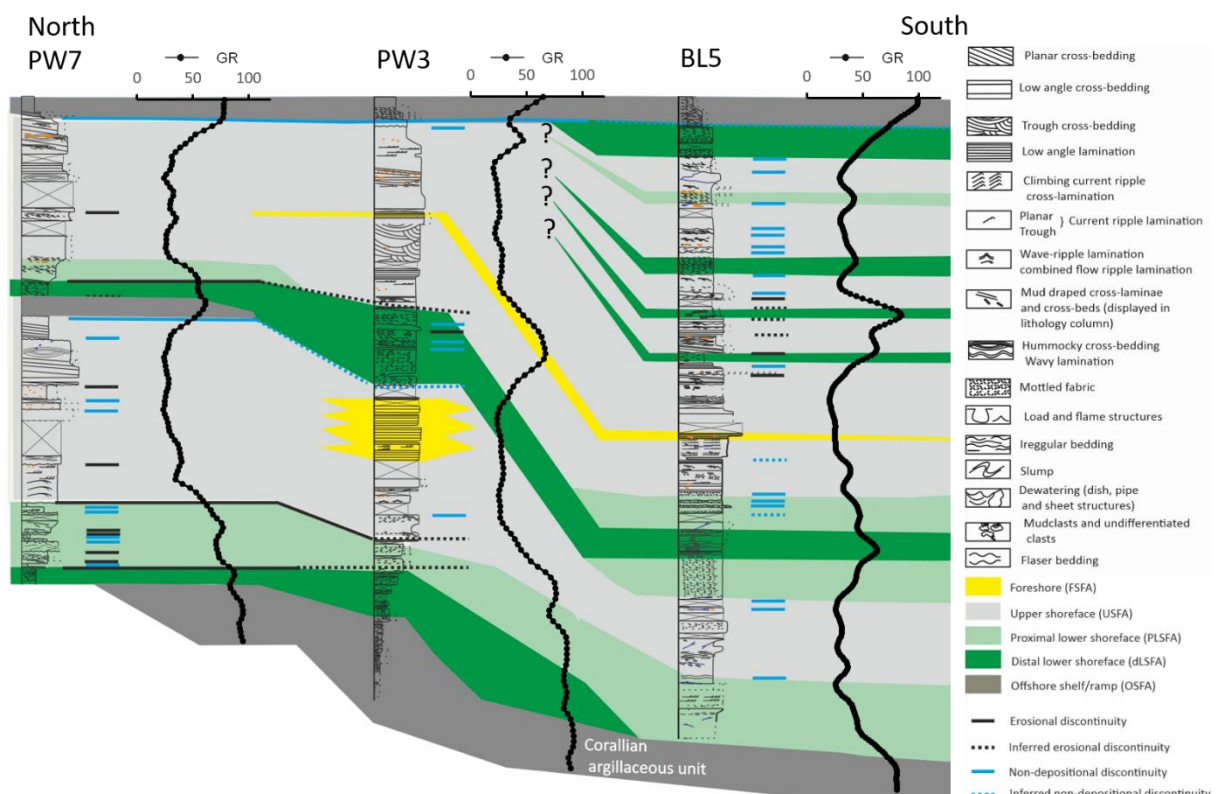 North
South
PW7
GR
0 50 100
PW3
GR
0 50 100
BL5
GR
0 50 100
?
?
?
?
Corallian
argillaceous unit
Planar cross-bedding
Low angle cross-bedding
Trough cross-bedding
Low angle lamination
Climbing current ripple
cross-lamination
Planar
Trough } Current ripple lamination
Wave-ripple lamination
combined flow ripple lamination
Mud draped cross-laminae
and cross-beds (displayed in
lithology column)
Hummocky cross-bedding
Wavy lamination
Mottled fabric
Load and flame structures
Ireggular bedding
Slump
Dewatering (dish, pipe
and sheet structures)
Mudclasts and undifferentiated
clasts
Flaser bedding
Foreshore (FSFA)
Upper shoreface (USFA)
Proximal lower shoreface (PLSFA)
Distal lower shoreface (dLSFA)
Offshore shelf/ramp (OSFA)
Erosional discontinuity
Inferred erosional discontinuity
Non-depositional discontinuity
Inferred non-depositional discontinuity